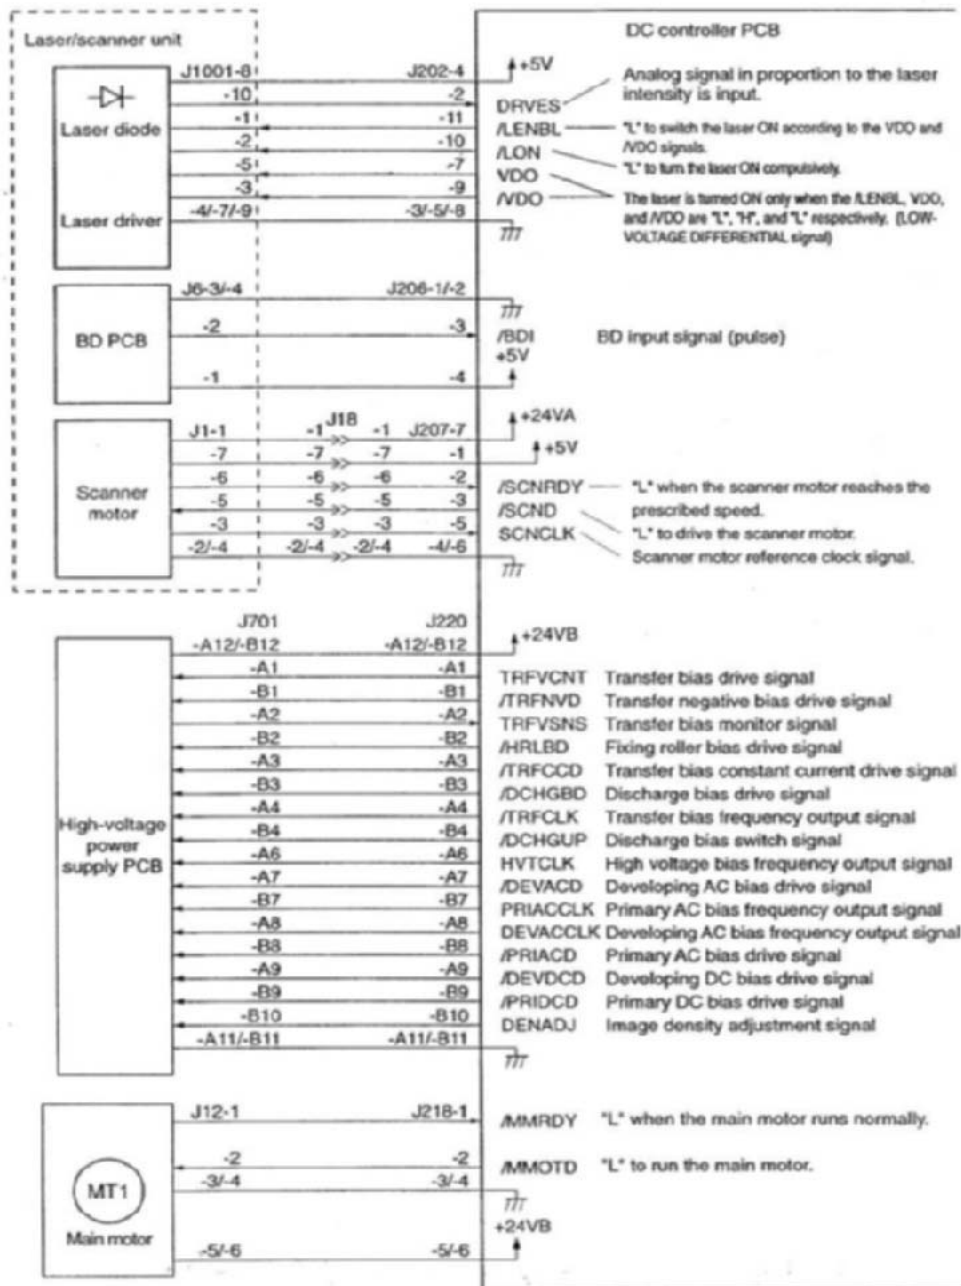 DC controller PCB
Laser/scanner unit
J1001-8 J202-4 +5V
-10 -2 DRVES Analog signal in proportion to the laser
intensity is input.
Laser diode
-1 -11 /LENBL "L" to switch the laser ON according to the VDO and
/VDO signals.
-2 -10 /LON "L" to turn the laser ON compulsively.
-5 -7 VDO The laser is turned ON only when the /LENBL, VDO,
and /VDO are "L", "H", and "L" respectively. (LOW-
VOLTAGE DIFFERENTIAL signal)
-3 -9 /VDO
Laser driver -4/-7/-9 -3/-5/-8
J6-3/-4 J206-1/-2
BD PCB -2 -3 /BDI BD input signal (pulse)
+5V
-1 -4
J18
J1-1 -1 -1 J207-7 +24VA
-7 -7 -7 -1 +5V
Scanner
motor
-6 -6 -6 -2 /SCNRDY "L" when the scanner motor reaches the
prescribed speed.
-5 -5 -5 -3 /SCND "L" to drive the scanner motor.
-3 -3 -3 -5 SCNCLK Scanner motor reference clock signal.
-2/-4 -2/-4 -2/-4 -4/-6
J701 J220
-A12/-B12 -A12/-B12 +24VB
-A1 -A1 TRFVCNT Transfer bias drive signal
-B1 -B1 /TRFNVD Transfer negative bias drive signal
-A2 -A2 TRFVSNS Transfer bias monitor signal
-B2 -B2 /HRLBD Fixing roller bias drive signal
-A3 -A3 /TRFCCD Transfer bias constant current drive signal
-B3 -B3 /DCHGBD Discharge bias drive signal
-A4 -A4 /TRFCLK Transfer bias frequency output signal
High-voltage
power
supply PCB
-B4 -B4 /DCHGUP Discharge bias switch signal
-A6 -A6 HVTCLK High voltage bias frequency output signal
-A7 -A7 /DEVACD Developing AC bias drive signal
-B7 -B7 PRIACCLK Primary AC bias frequency output signal
-A8 -A8 DEVACCLK Developing AC bias frequency output signal
-B8 -B8 /PRIACD Primary AC bias drive signal
-A9 -A9 /DEVDCD Developing DC bias drive signal
-B9 -B9 /PRIDCD Primary DC bias drive signal
-B10 -B10 DENADJ Image density adjustment signal
-A11/-B11 -A11/-B11
J12-1 J218-1 /MMRDY "L" when the main motor runs normally.
-2 -2 /MMOTD "L" to run the main motor.
MT1 -3/-4 -3/-4
+24VB
Main motor
-5/-6 -5/-6